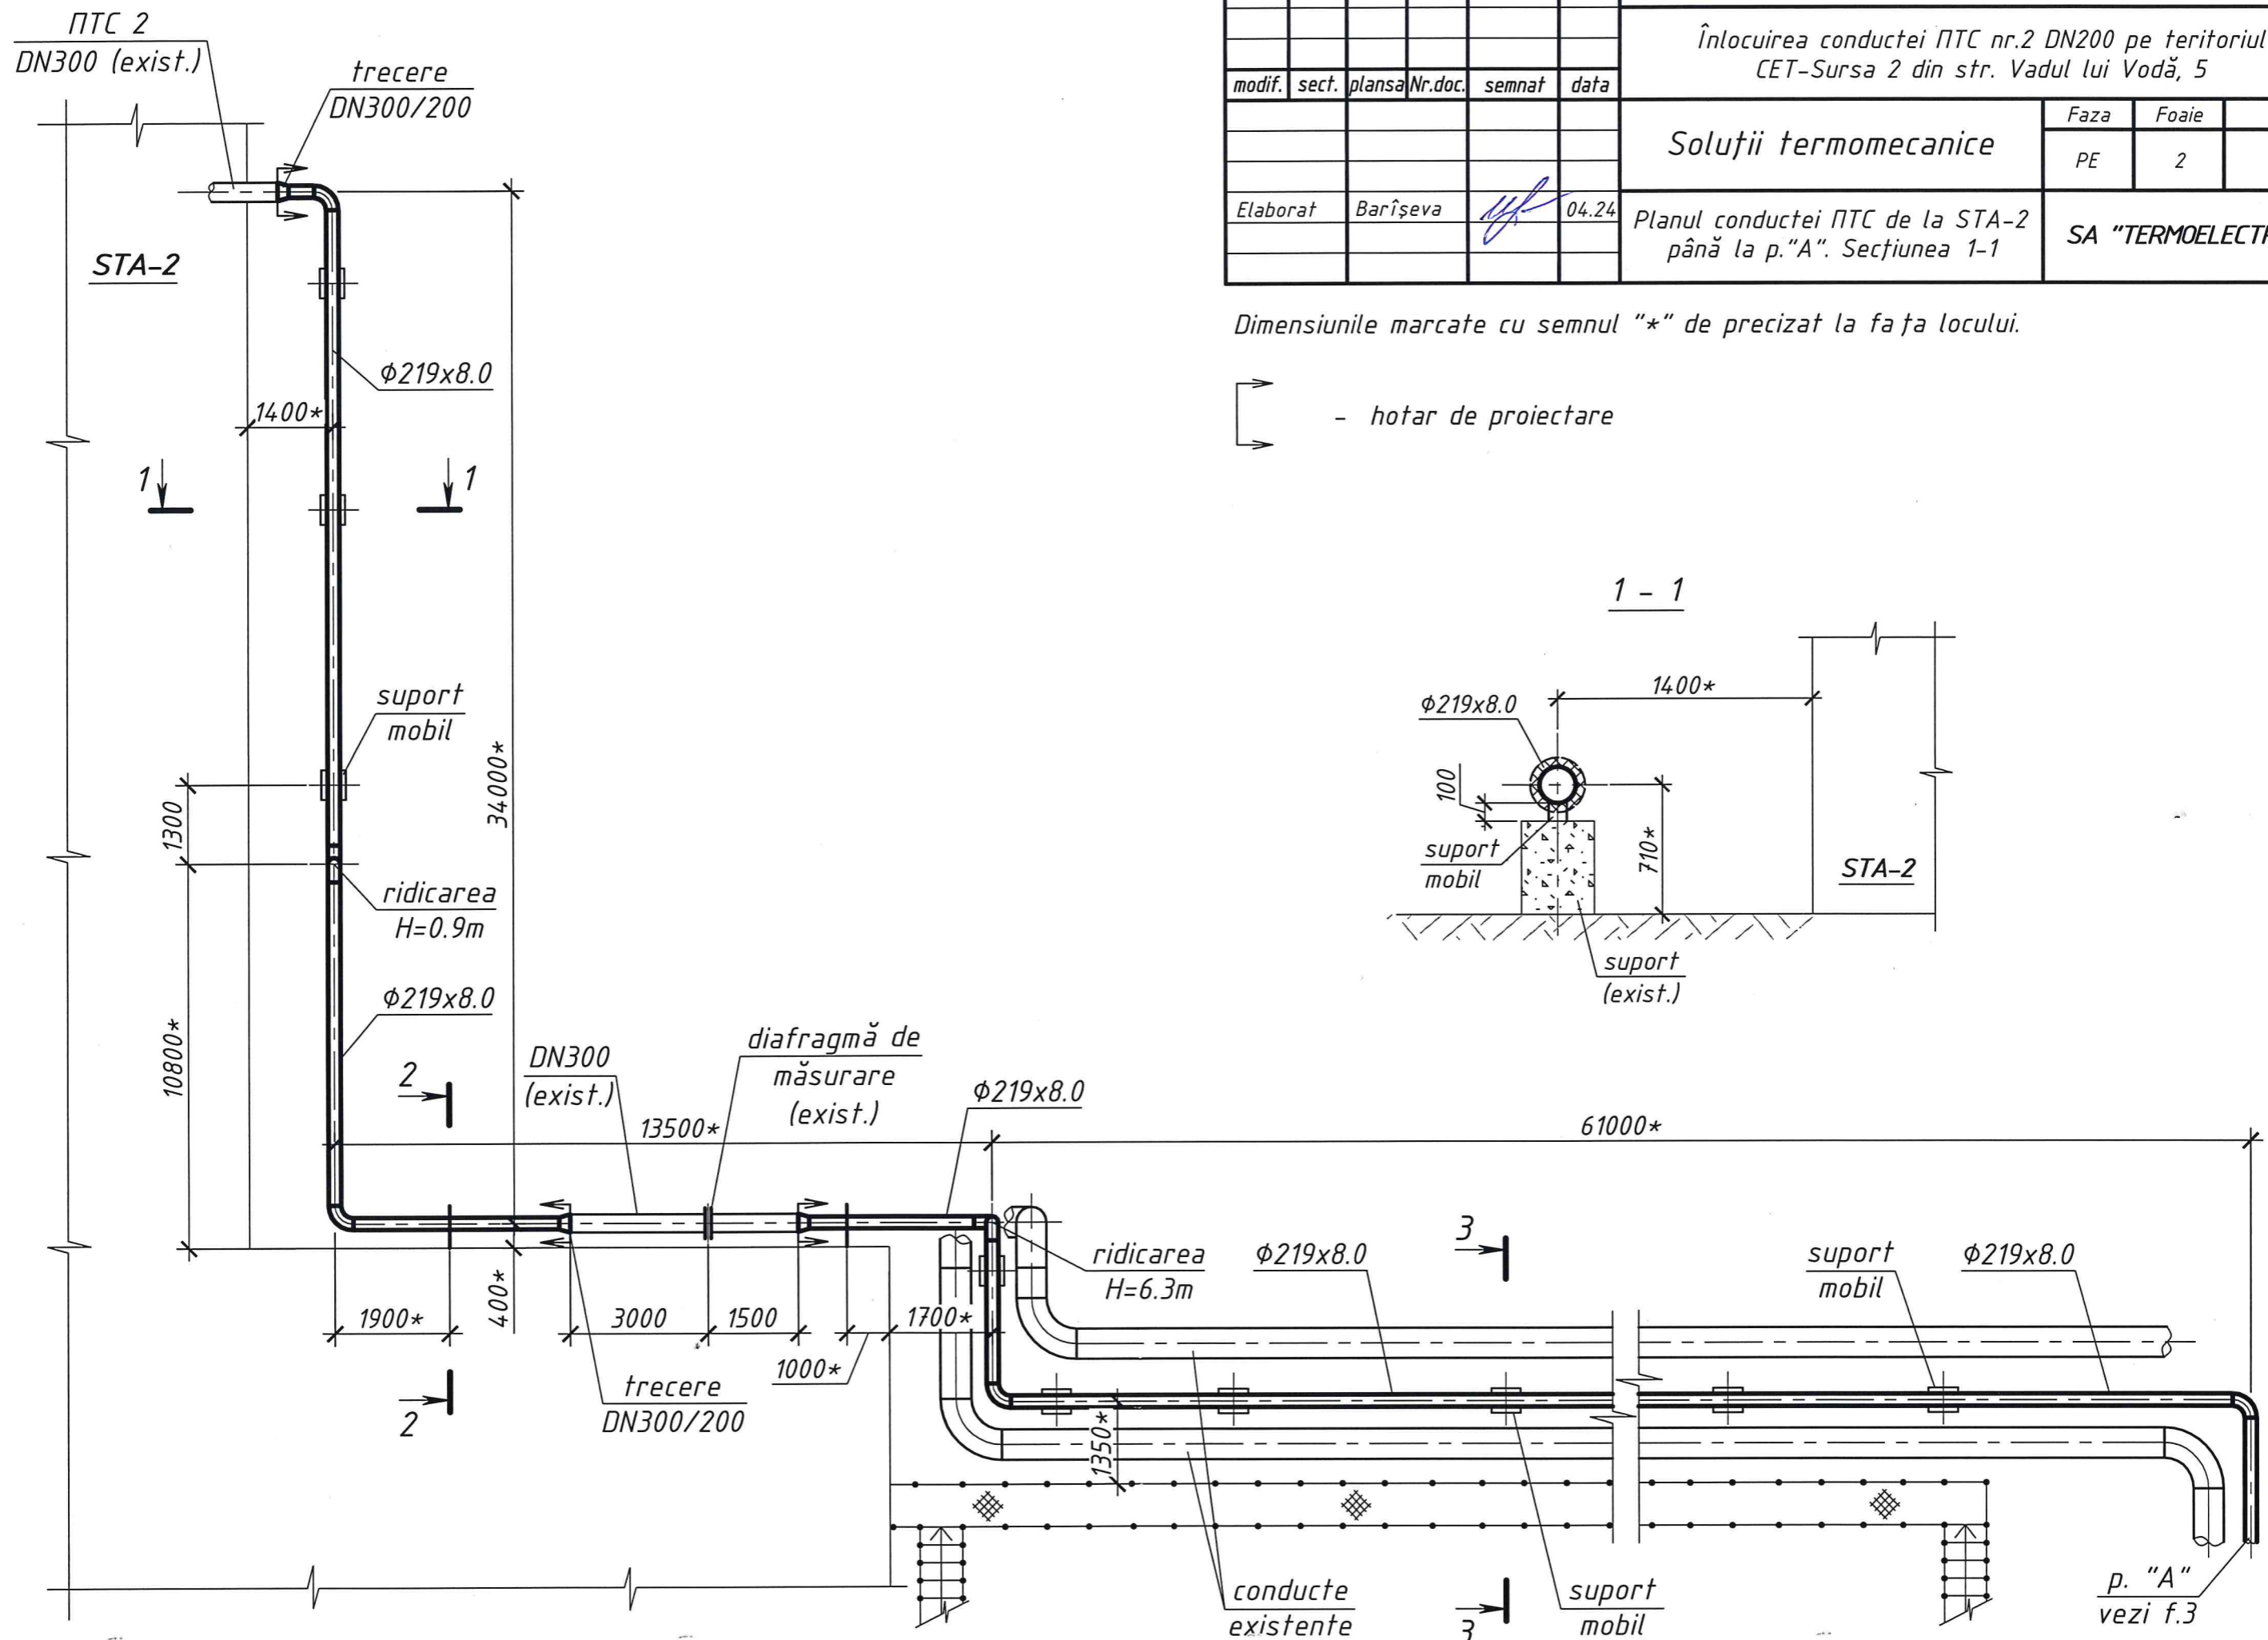 ПТС 2
DN300 (exist.)
trecere
DN300/200
STA-2
Φ219x8.0
1400*
1
1
34000*
suport
mobil
1300
ridicarea
H=0.9m
Φ219x8.0
10800*
2
DN300
(exist.)
diafragmă de
măsurare
(exist.)
13500*
Φ219x8.0
61000*
1900*
400*
3000
1500
1700*
1000*
2
trecere
DN300/200
ridicarea
H=6.3m
Φ219x8.0
3
suport
mobil
Φ219x8.0
1350*
conducte
existente
3
suport
mobil
p. "A"
vezi f.3
modif. sect. plansa Nr.doc. semnat data
Înlocuirea conductei ПТС nr.2 DN200 pe teritoriul
CET-Sursa 2 din str. Vadul lui Vodă, 5
Soluții termomecanice
Faza Foaie
PE 2
Elaborat Barîșeva 04.24
Planul conductei ПТС de la STA-2
până la p."A". Secțiunea 1-1
SA "TERMOELECTR
Dimensiunile marcate cu semnul "*" de precizat la fa ța locului.
- hotar de proiectare
1 - 1
1400*
Φ219x8.0
100
suport
mobil
710*
STA-2
suport
(exist.)